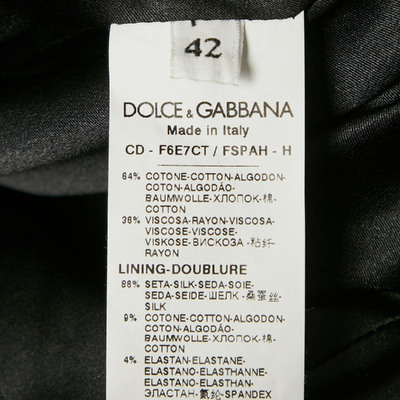 42
DOLCE & GABBANA
Made in Italy
CD - F6E7CT / FSPAH - H
64% COTONE-COTTON-ALGODON-
COTON-ALGODÃO-
BAUMWOLLE-ХЛОПОК-棉-
COTTON
36% VISCOSA-RAYON-VISCOSA-
VISCOSE-VISCOSE-
VISKOSE-ВИСКОЗА-粘纤-
RAYON
LINING-DOUBLURE
86% SETA-SILK-SEDA-SOIE-
SEDA-SEIDE-ШЕЛК-桑蚕丝-
SILK
9% COTONE-COTTON-ALGODON-
COTON-ALGODÃO-
BAUMWOLLE-ХЛОПОК-棉-
COTTON
4% ELASTAN-ELASTANE-
ELASTANO-ELASTHANNE-
ELASTANO-ELASTHAN-
ЭЛАСТАН-氨纶-SPANDEX